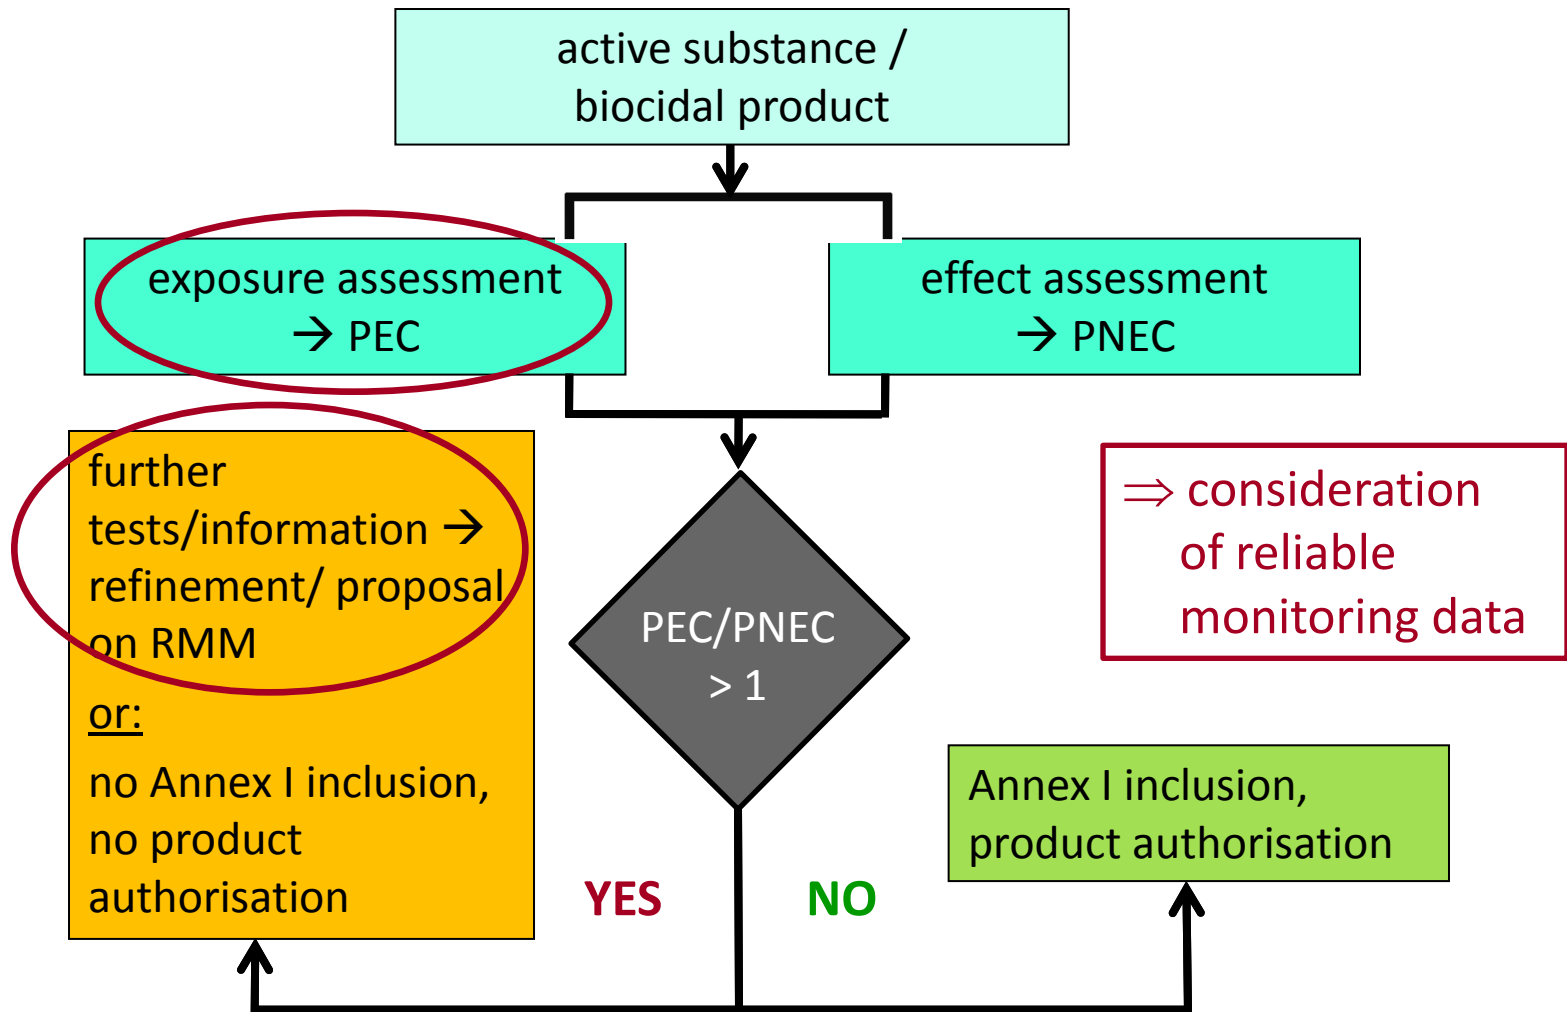 active substance /
biocidal product
exposure assessment
→ PEC
effect assessment
→ PNEC
further
tests/information →
refinement/ proposal
on RMM
or:
no Annex I inclusion,
no product
authorisation
PEC/PNEC
> 1
⇒ consideration
of reliable
monitoring data
Annex I inclusion,
product authorisation
YES
NO